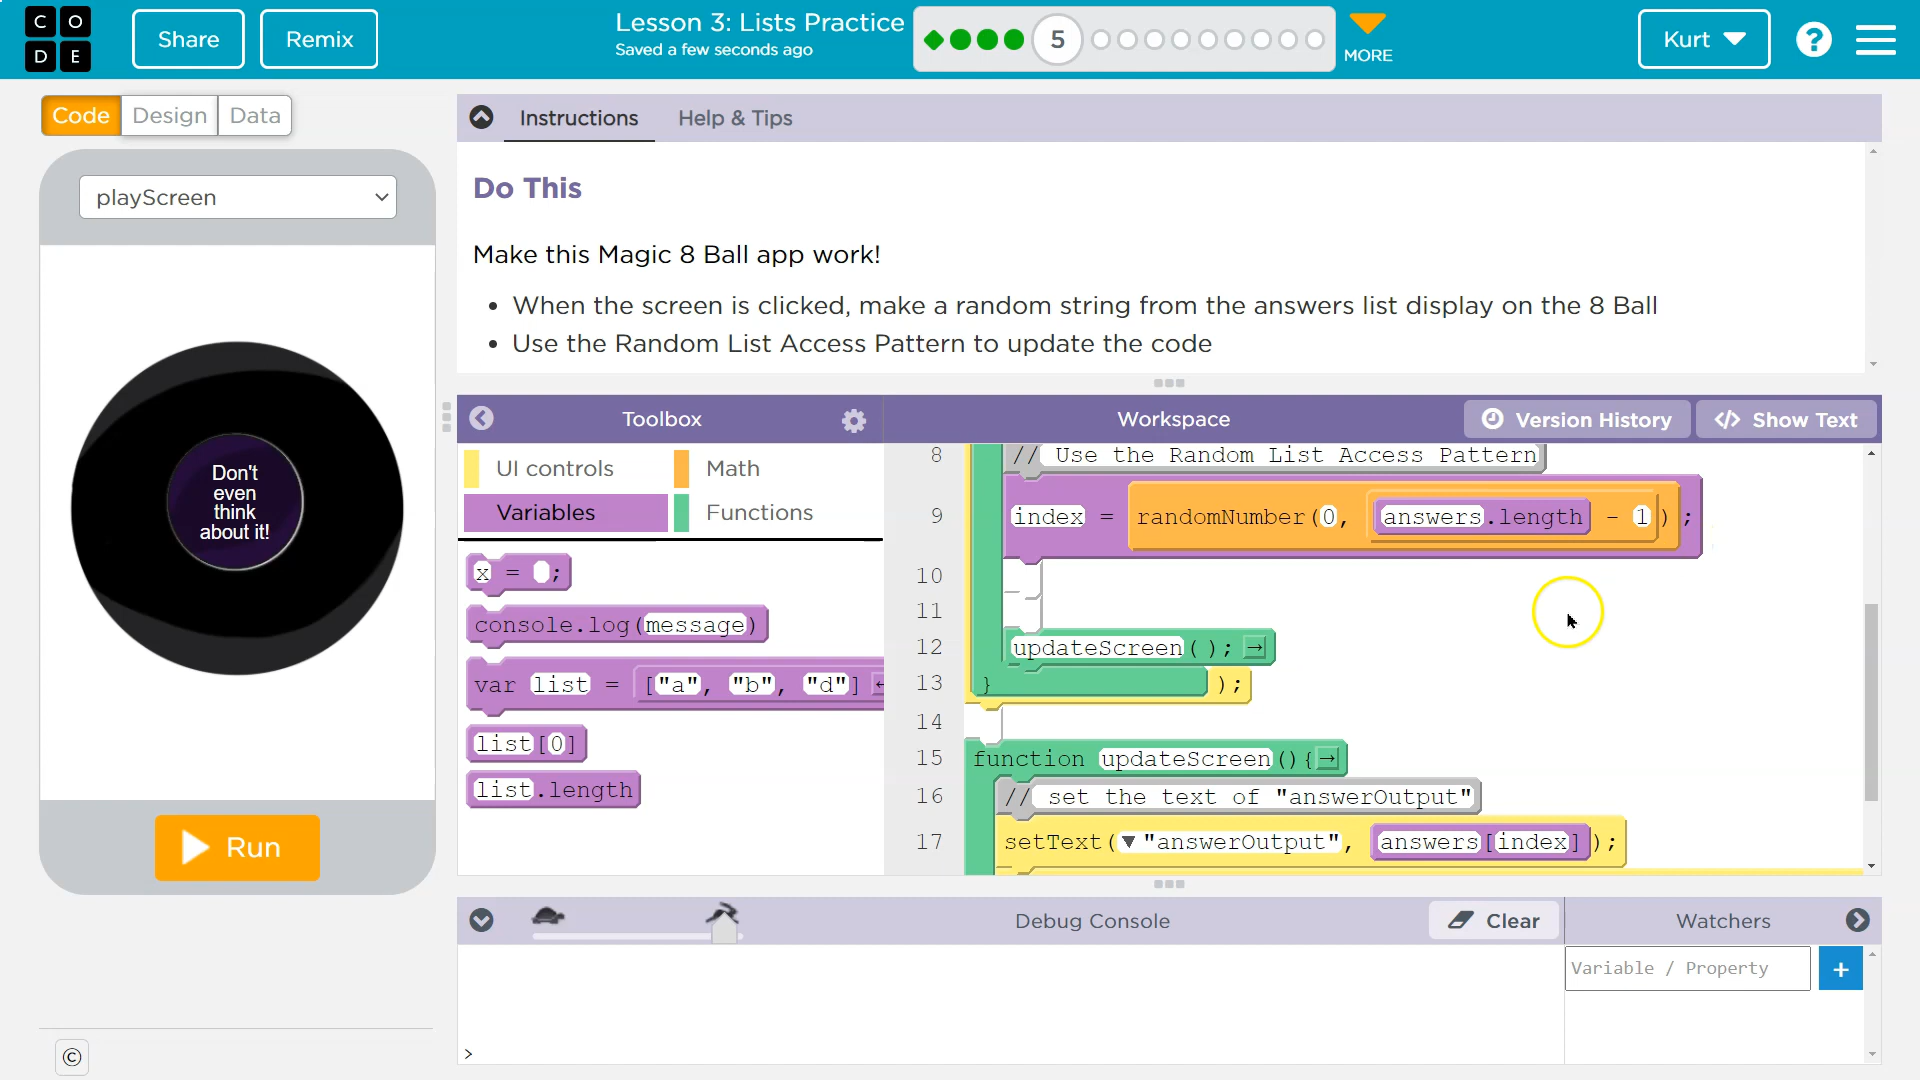 C O
D E
Share
Remix
Lesson 3: Lists Practice
Saved a few seconds ago
5
MORE
Kurt
?
Code
Design
Data
playScreen
Don't
even
think
about it!
Run
©
Instructions
Help & Tips
Do This
Make this Magic 8 Ball app work!
• When the screen is clicked, make a random string from the answers list display on the 8 Ball
• Use the Random List Access Pattern to update the code
Toolbox
Workspace
Version History
</> Show Text
UI controls
Math
Variables
Functions
x = ;
console.log(message)
var list = ["a", "b", "d"]
list[0]
list.length
8 // Use the Random List Access Pattern
9 index = randomNumber(0, answers.length - 1);
10
11
12 updateScreen();
13 } );
14
15 function updateScreen(){
16 // set the text of "answerOutput"
17 setText("answerOutput", answers[index]);
Debug Console
Clear
Watchers
Variable / Property
+
>